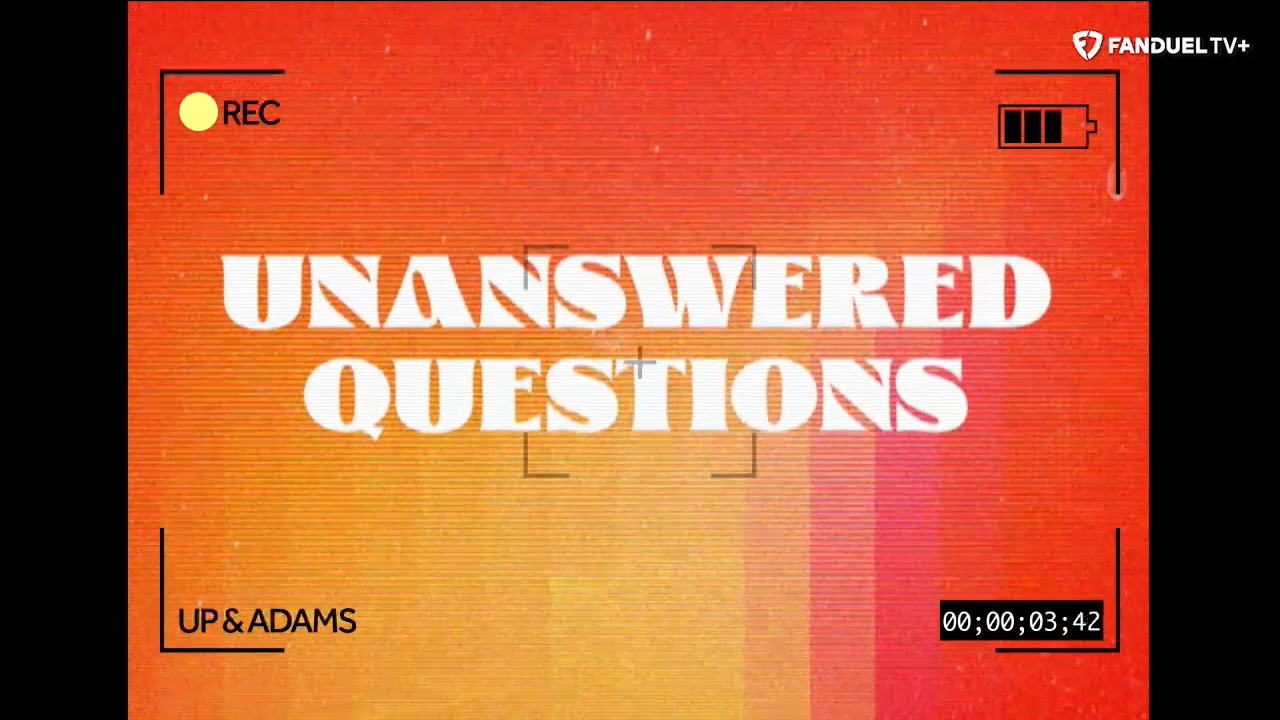 FANDUEL TV+
REC
UNANSWERED
QUESTIONS
UP & ADAMS
00;00;03,42